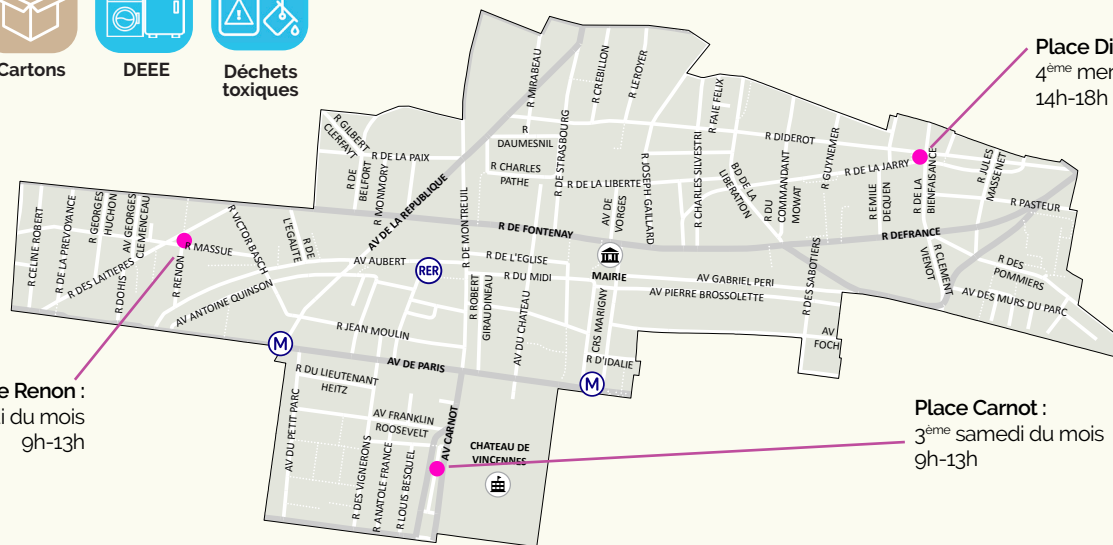 Cartons
DEEE
Déchets
toxiques
Place
4ème
14h-18h
R MIRABEAU
R CREBILLON
R LEROYER
R FAIE FELIX
R GILBERT
CLERFAYT
R DE LA PAIX
R DE
BELFORT
R MONMORY
AV DE LA REPUBLIQUE
R
DAUMESNIL
R CHARLES
PATHE
R DE STRASBOURG
R DE LA LIBERTE
R JOSEPH GAILLARD
R CHARLES SILVESTRI
BD DE LA
LIBERATION
R DU
COMMANDANT
MOWAT
R DIDEROT
R GUYNEMER
R DE LA JARRY
R EMILE
DEQUEN
R DE LA
BIENFAISANCE
R JULES
MASSENET
R PASTEUR
R CELINE ROBERT
R DE LA PREVOYANCE
R GEORGES
HUCHON
AV GEORGES
CLEMENCEAU
R DES LAITIERES
R DOHIS
R MASSUE
R RENON
R VICTOR BASCH
R DE
L'EGALITE
AV ANTOINE QUINSON
AV AUBERT
RER
R DE MONTREUIL
R DE FONTENAY
AV DE
VORGES
R DE L'EGLISE
R DU MIDI
MAIRIE
R DEFRANCE
R ROBERT
GIRAUDINEAU
AV DU CHATEAU
CRS MARIGNY
AV GABRIEL PERI
AV PIERRE BROSSOLETTE
R DES SABOTIERS
R CLEMENT
VIENOT
R DES
POMMIERS
AV DES MURS DU PARC
AV
FOCH
R JEAN MOULIN
M
AV DE PARIS
R D'IDALIE
M
R DU LIEUTENANT
HEITZ
AV DU PETIT PARC
AV FRANKLIN
ROOSEVELT
R DES VIGNERONS
R ANATOLE FRANCE
R LOUIS BESQUEL
AV CARNOT
CHATEAU DE
VINCENNES
Renon :
du mois
9h-13h
Place Carnot :
3ème samedi du mois
9h-13h